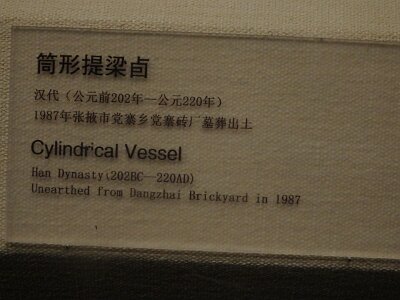 筒形提梁卣
汉代（公元前202年—公元220年）
1987年张掖市党寨乡党寨砖厂墓葬出土
Cylindrical Vessel
Han Dynasty(202BC—220AD)
Unearthed from Dangzhai Brickyard in 1987